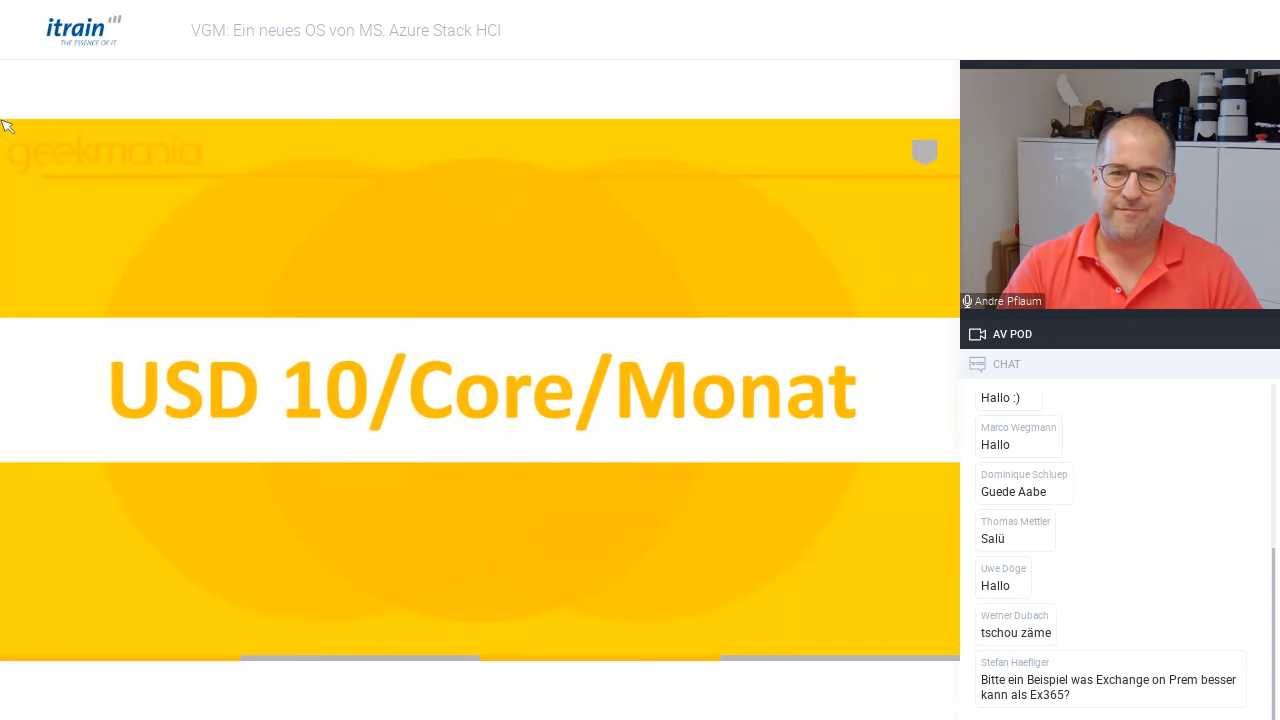 itrain
THE ESSENCE OF IT
VGM: Ein neues OS von MS: Azure Stack HCI
geekmania
USD 10/Core/Monat
Andre Pflaum
AV POD
CHAT
Hallo :)
Marco Wegmann
Hallo
Dominique Schluep
Guede Aabe
Thomas Mettler
Salü
Uwe Döge
Hallo
Werner Dubach
tschou zäme
Stefan Haefliger
Bitte ein Beispiel was Exchange on Prem besser
kann als Ex365?